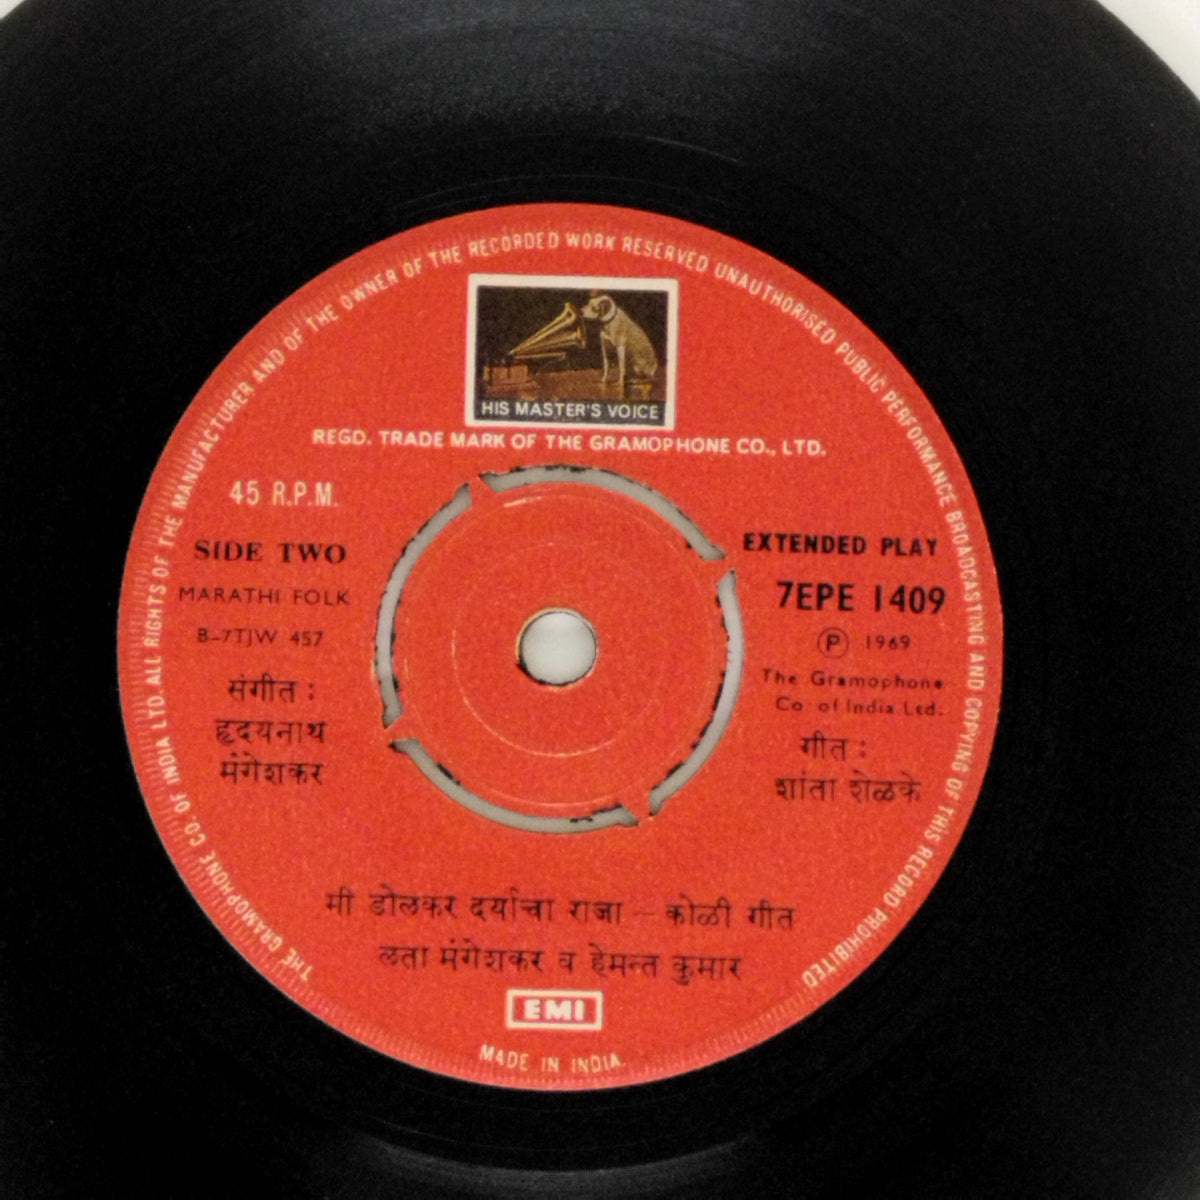 THE GRAMOPHONE CO. OF INDIA LTD. ALL RIGHTS OF THE MANUFACTURER AND OF THE OWNER OF THE RECORDED WORK RESERVED UNAUTHORISED PUBLIC PERFORMANCE BROADCASTING AND COPYING OF THIS RECORD PROHIBITED
HIS MASTER'S VOICE
REGD. TRADE MARK OF THE GRAMOPHONE CO., LTD.
45 R.P.M.
SIDE TWO
MARATHI FOLK
B-7TJW 457
संगीत :
हृदयनाथ
मंगेशकर
EXTENDED PLAY
7EPE 1409
Ⓟ 1969
The Gramophone
Co of India Ltd.
गीत :
शांता शेळके
मी डोलकर दर्याचा राजा – कोळी गीत
लता मंगेशकर व हेमन्त कुमार
EMI
MADE IN INDIA